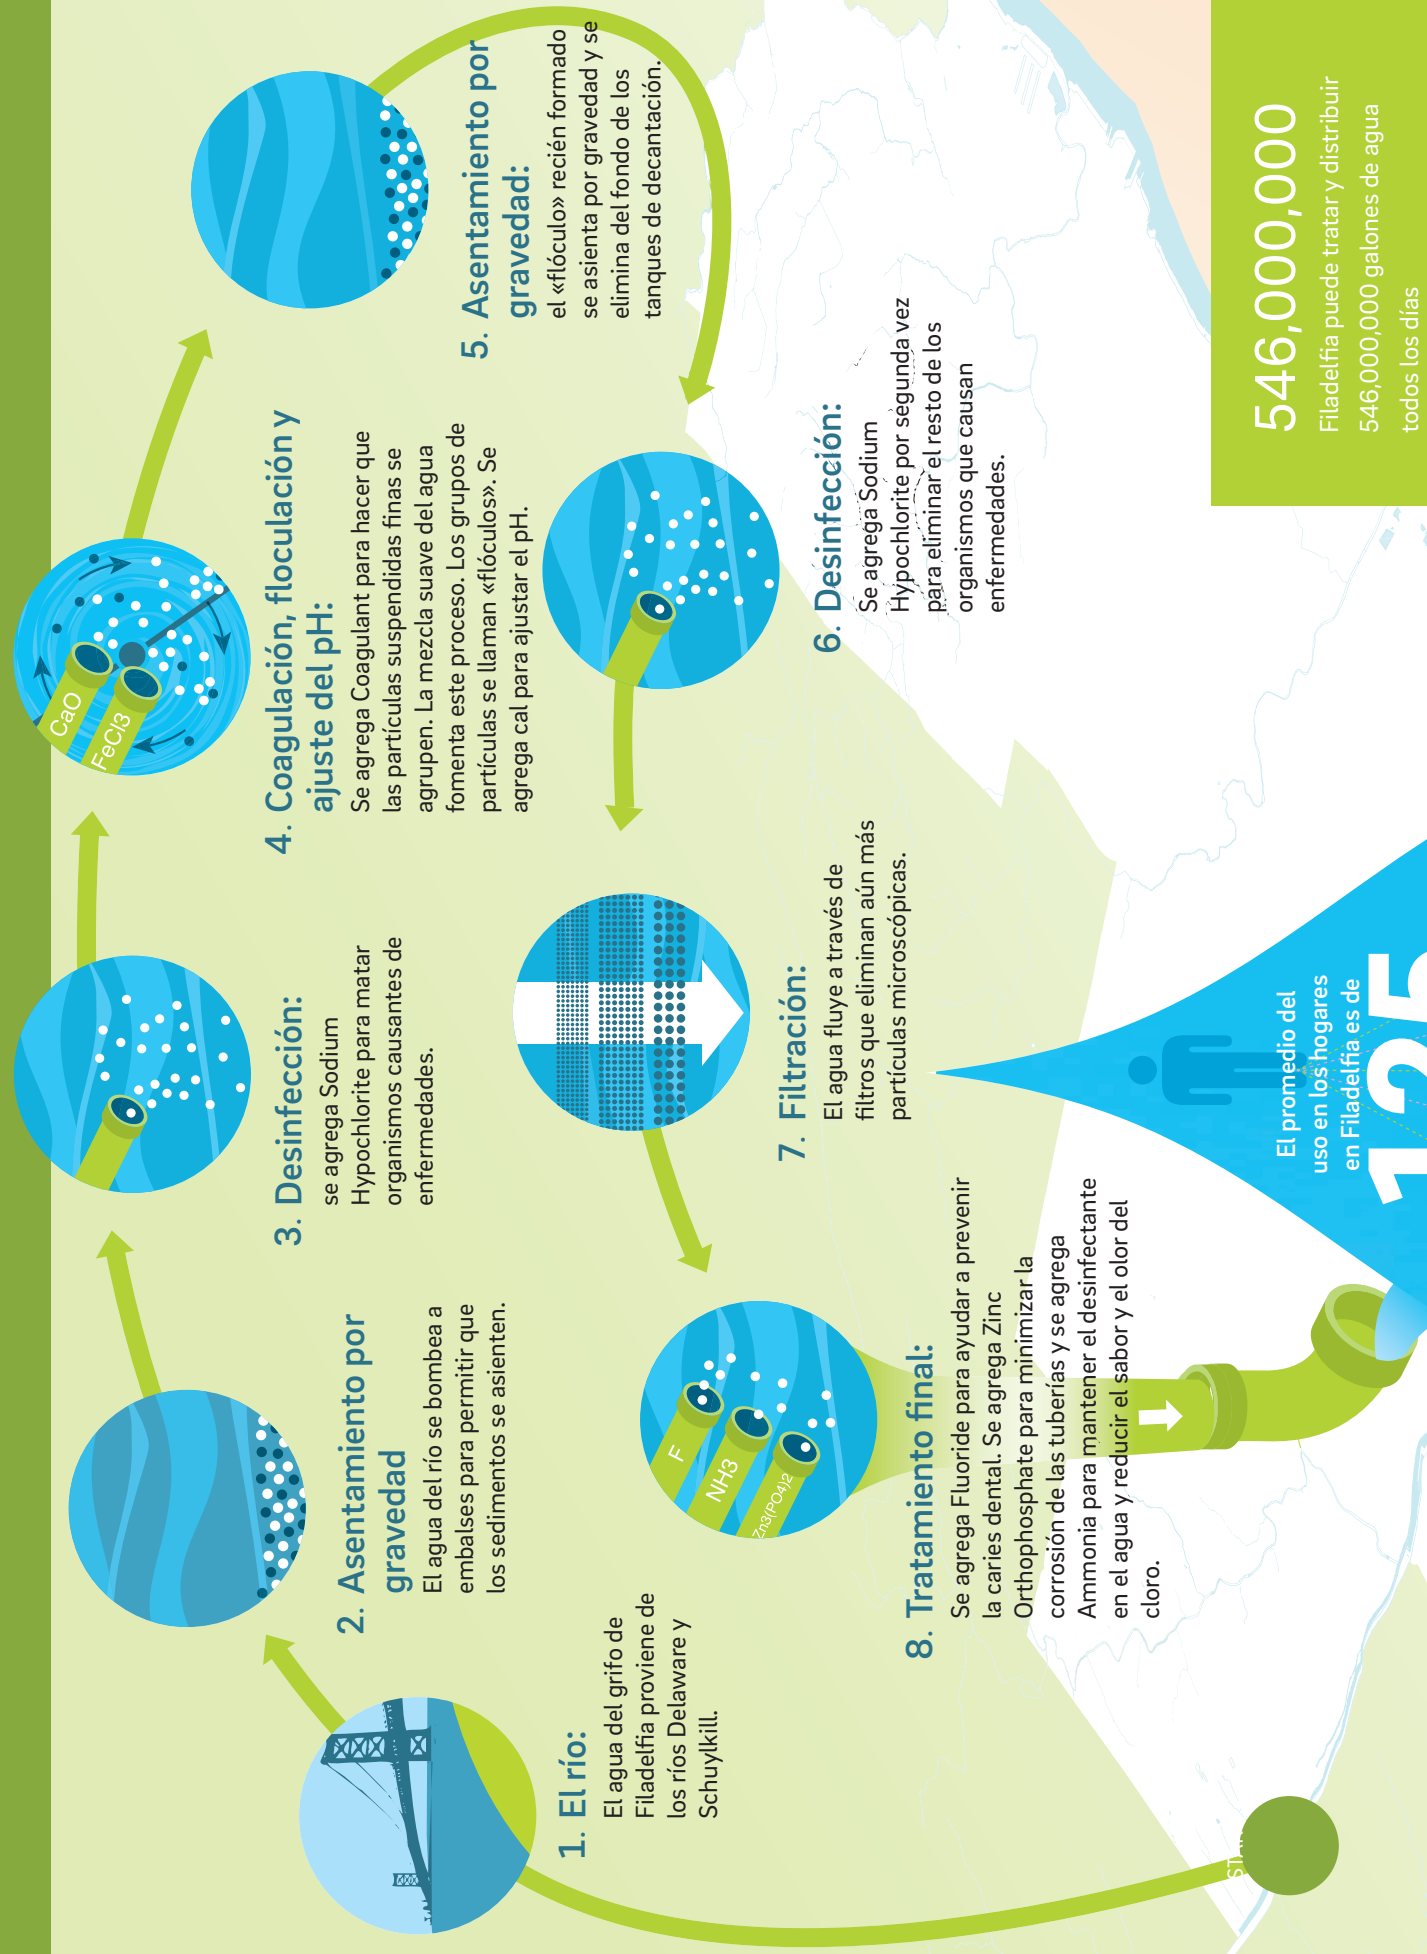 1. El río:
El agua del grifo de
Filadelfia proviene de
los ríos Delaware y
Schuylkill.
2. Asentamiento por
gravedad
El agua del río se bombea a
embalses para permitir que
los sedimentos se asienten.
3. Desinfección:
se agrega Sodium
Hypochlorite para matar
organismos causantes de
enfermedades.
CaO
FeCl3
4. Coagulación, floculación y
ajuste del pH:
Se agrega Coagulant para hacer que
las partículas suspendidas finas se
agrupen. La mezcla suave del agua
fomenta este proceso. Los grupos de
partículas se llaman «flóculos». Se
agrega cal para ajustar el pH.
5. Asentamiento por
gravedad:
el «flóculo» recién formado
se asienta por gravedad y se
elimina del fondo de los
tanques de decantación.
6. Desinfección:
Se agrega Sodium
Hypochlorite por segunda vez
para eliminar el resto de los
organismos que causan
enfermedades.
7. Filtración:
El agua fluye a través de
filtros que eliminan aún más
partículas microscópicas.
F
NH3
Zn3(PO4)2
8. Tratamiento final:
Se agrega Fluoride para ayudar a prevenir
la caries dental. Se agrega Zinc
Orthophosphate para minimizar la
corrosión de las tuberías y se agrega
Ammonia para mantener el desinfectante
en el agua y reducir el sabor y el olor del
cloro.
El promedio del
uso en los hogares
en Filadelfia es de
546,000,000
Filadelfia puede tratar y distribuir
546,000,000 galones de agua
todos los días